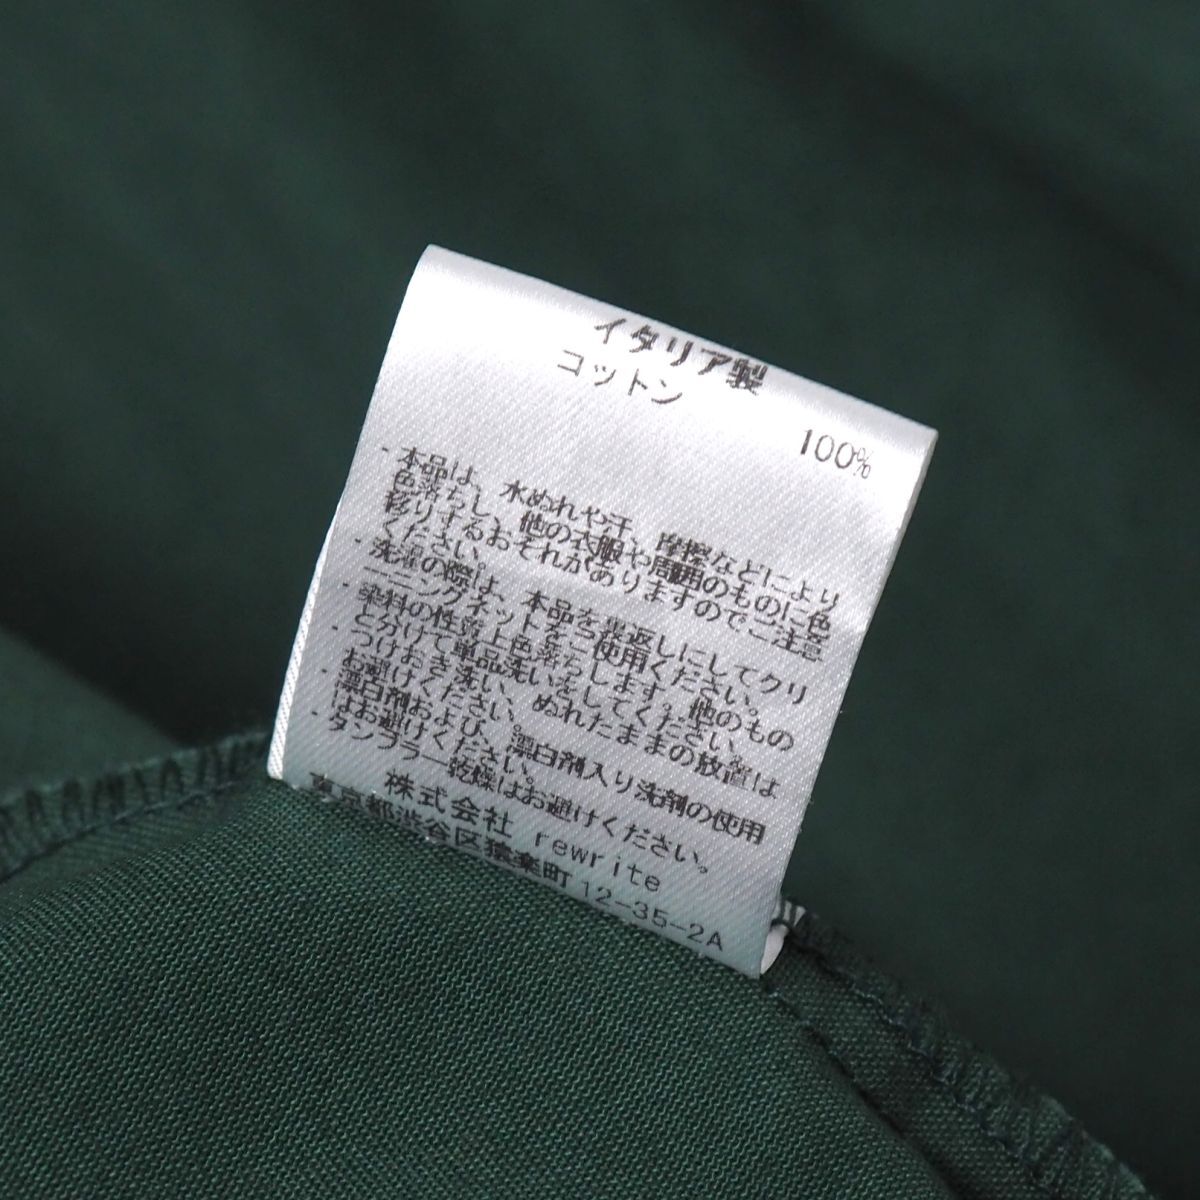 イタリア製
コットン
100%
・本品は、水ぬれや汗、摩擦などにより
色落ちし、他の衣服や周囲のものに色
移りするおそれがありますのでご注意
ください。
・洗濯の際は、本品を裏返しにしてクリ
ーニングネットをご使用ください。
・染料の性質上色落ちします。他のもの
と分けて単品洗いをしてください。
つけおき洗い、ぬれたままの放置は
お避けください。
・漂白剤および、漂白剤入り洗剤の使用
はお避けください。
・タンブラー乾燥はお避けください。
株式会社 rewrite
東京都渋谷区猿楽町 12-35-2A